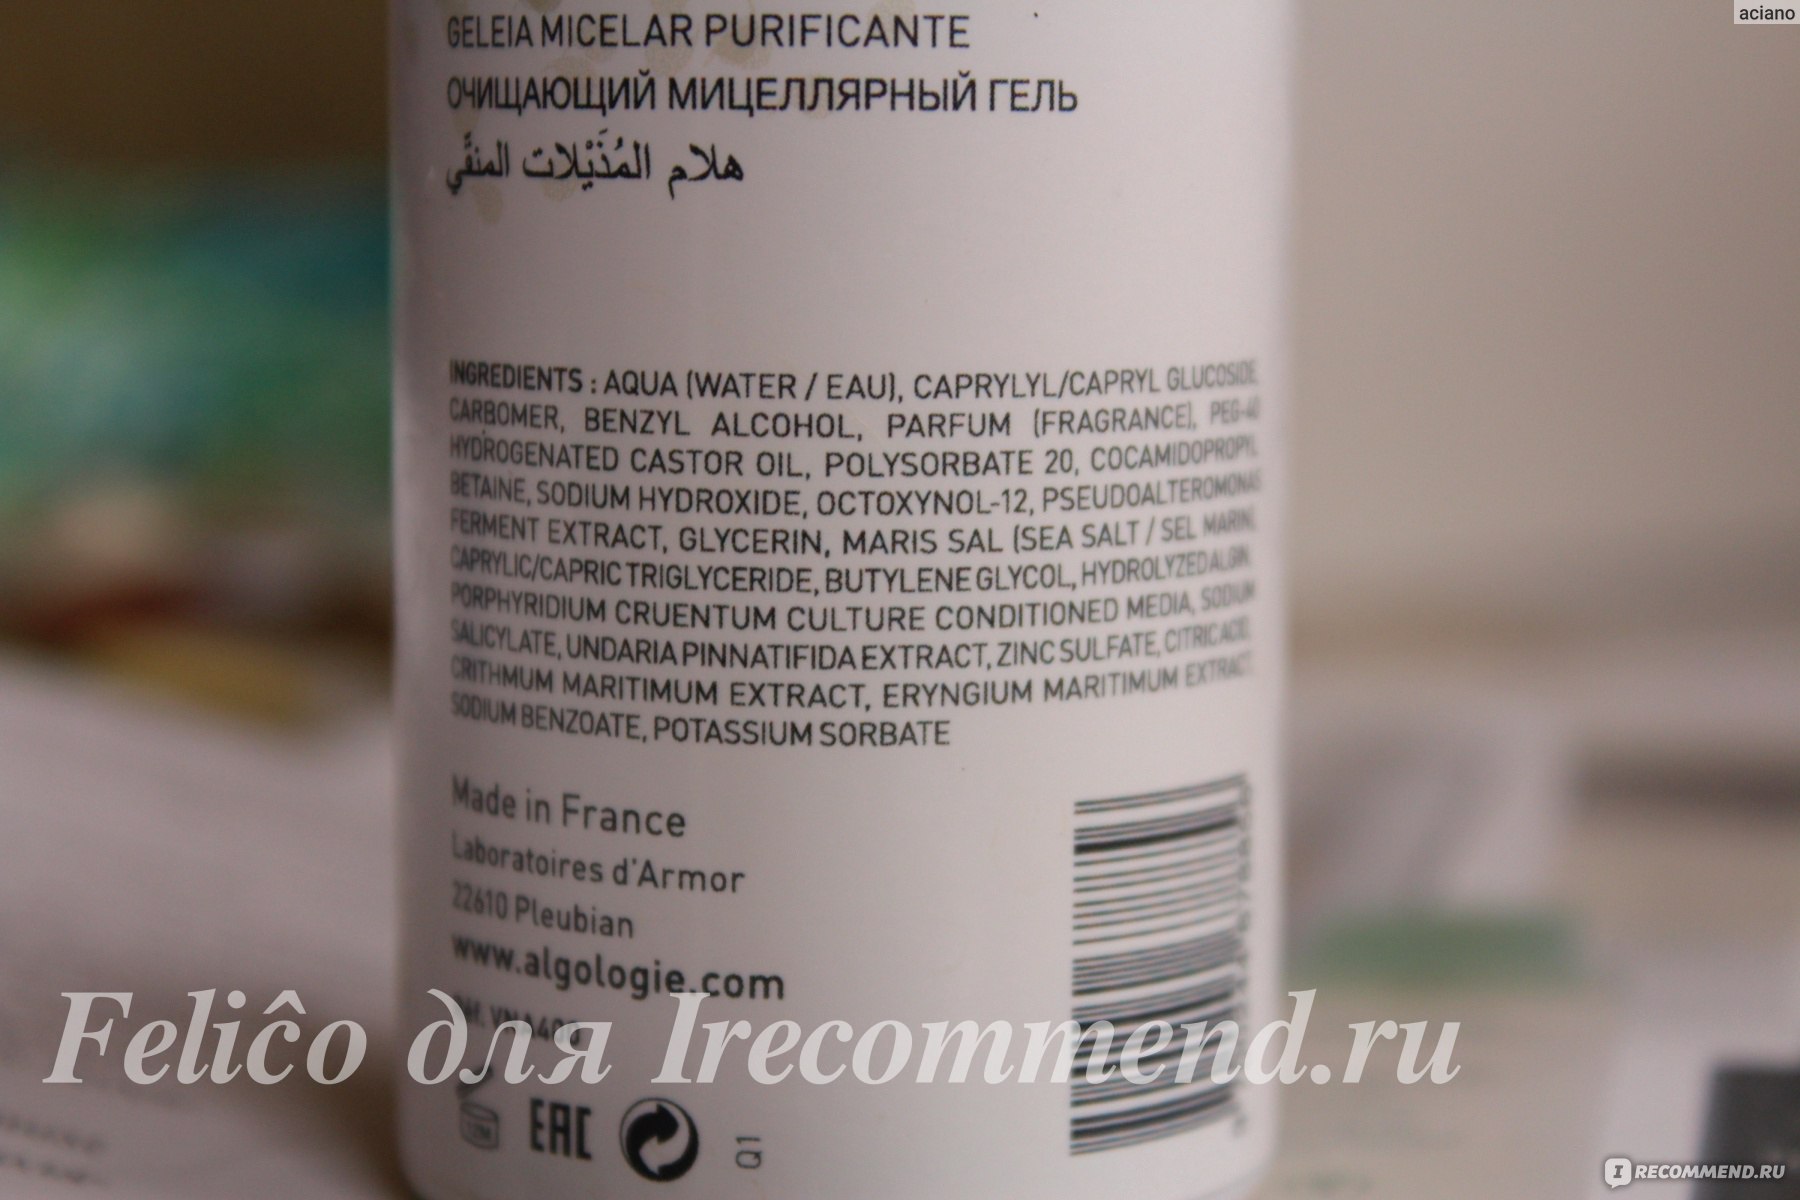 aciano
GELEIA MICELAR PURIFICANTE
ОЧИЩАЮЩИЙ МИЦЕЛЛЯРНЫЙ ГЕЛЬ
هلام المُذَيْلات المنقَّي
INGREDIENTS : AQUA (WATER / EAU), CAPRYLYL/CAPRYL GLUCOSIDE,
CARBOMER, BENZYL ALCOHOL, PARFUM (FRAGRANCE), PEG-40
HYDROGENATED CASTOR OIL, POLYSORBATE 20, COCAMIDOPROPYL
BETAINE, SODIUM HYDROXIDE, OCTOXYNOL-12, PSEUDOALTEROMONAS
FERMENT EXTRACT, GLYCERIN, MARIS SAL (SEA SALT / SEL MARIN),
CAPRYLIC/CAPRIC TRIGLYCERIDE, BUTYLENE GLYCOL, HYDROLYZED ALGIN,
PORPHYRIDIUM CRUENTUM CULTURE CONDITIONED MEDIA, SODIUM
SALICYLATE, UNDARIA PINNATIFIDA EXTRACT, ZINC SULFATE, CITRIC ACID,
CRITHMUM MARITIMUM EXTRACT, ERYNGIUM MARITIMUM EXTRACT,
SODIUM BENZOATE, POTASSIUM SORBATE
Made in France
Laboratoires d'Armor
22610 Pleubian
www.algologie.com
Feliĉo для Irecommend.ru
12M
EAC
Q1
IRECOMMEND.RU